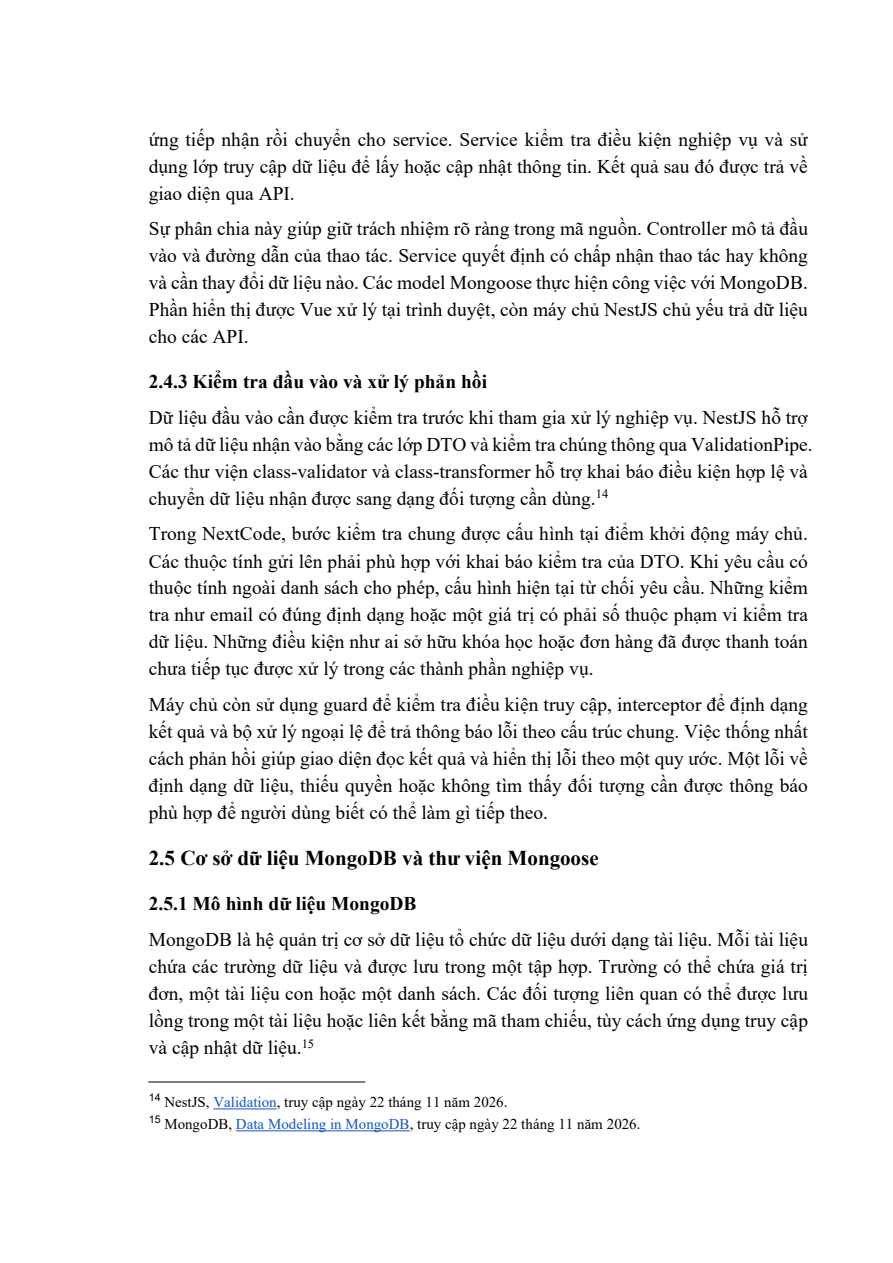 ứng tiếp nhận rồi chuyển cho service. Service kiểm tra điều kiện nghiệp vụ và sử
dụng lớp truy cập dữ liệu để lấy hoặc cập nhật thông tin. Kết quả sau đó được trả về
giao diện qua API.
Sự phân chia này giúp giữ trách nhiệm rõ ràng trong mã nguồn. Controller mô tả đầu
vào và đường dẫn của thao tác. Service quyết định có chấp nhận thao tác hay không
và cần thay đổi dữ liệu nào. Các model Mongoose thực hiện công việc với MongoDB.
Phần hiển thị được Vue xử lý tại trình duyệt, còn máy chủ NestJS chủ yếu trả dữ liệu
cho các API.
2.4.3 Kiểm tra đầu vào và xử lý phản hồi
Dữ liệu đầu vào cần được kiểm tra trước khi tham gia xử lý nghiệp vụ. NestJS hỗ trợ
mô tả dữ liệu nhận vào bằng các lớp DTO và kiểm tra chúng thông qua ValidationPipe.
Các thư viện class-validator và class-transformer hỗ trợ khai báo điều kiện hợp lệ và
chuyển dữ liệu nhận được sang dạng đối tượng cần dùng.14
Trong NextCode, bước kiểm tra chung được cấu hình tại điểm khởi động máy chủ.
Các thuộc tính gửi lên phải phù hợp với khai báo kiểm tra của DTO. Khi yêu cầu có
thuộc tính ngoài danh sách cho phép, cấu hình hiện tại từ chối yêu cầu. Những kiểm
tra như email có đúng định dạng hoặc một giá trị có phải số thuộc phạm vi kiểm tra
dữ liệu. Những điều kiện như ai sở hữu khóa học hoặc đơn hàng đã được thanh toán
chưa tiếp tục được xử lý trong các thành phần nghiệp vụ.
Máy chủ còn sử dụng guard để kiểm tra điều kiện truy cập, interceptor để định dạng
kết quả và bộ xử lý ngoại lệ để trả thông báo lỗi theo cấu trúc chung. Việc thống nhất
cách phản hồi giúp giao diện đọc kết quả và hiển thị lỗi theo một quy ước. Một lỗi về
định dạng dữ liệu, thiếu quyền hoặc không tìm thấy đối tượng cần được thông báo
phù hợp để người dùng biết có thể làm gì tiếp theo.
2.5 Cơ sở dữ liệu MongoDB và thư viện Mongoose
2.5.1 Mô hình dữ liệu MongoDB
MongoDB là hệ quản trị cơ sở dữ liệu tổ chức dữ liệu dưới dạng tài liệu. Mỗi tài liệu
chứa các trường dữ liệu và được lưu trong một tập hợp. Trường có thể chứa giá trị
đơn, một tài liệu con hoặc một danh sách. Các đối tượng liên quan có thể được lưu
lồng trong một tài liệu hoặc liên kết bằng mã tham chiếu, tùy cách ứng dụng truy cập
và cập nhật dữ liệu.15
14 NestJS, Validation, truy cập ngày 22 tháng 11 năm 2026.
15 MongoDB, Data Modeling in MongoDB, truy cập ngày 22 tháng 11 năm 2026.